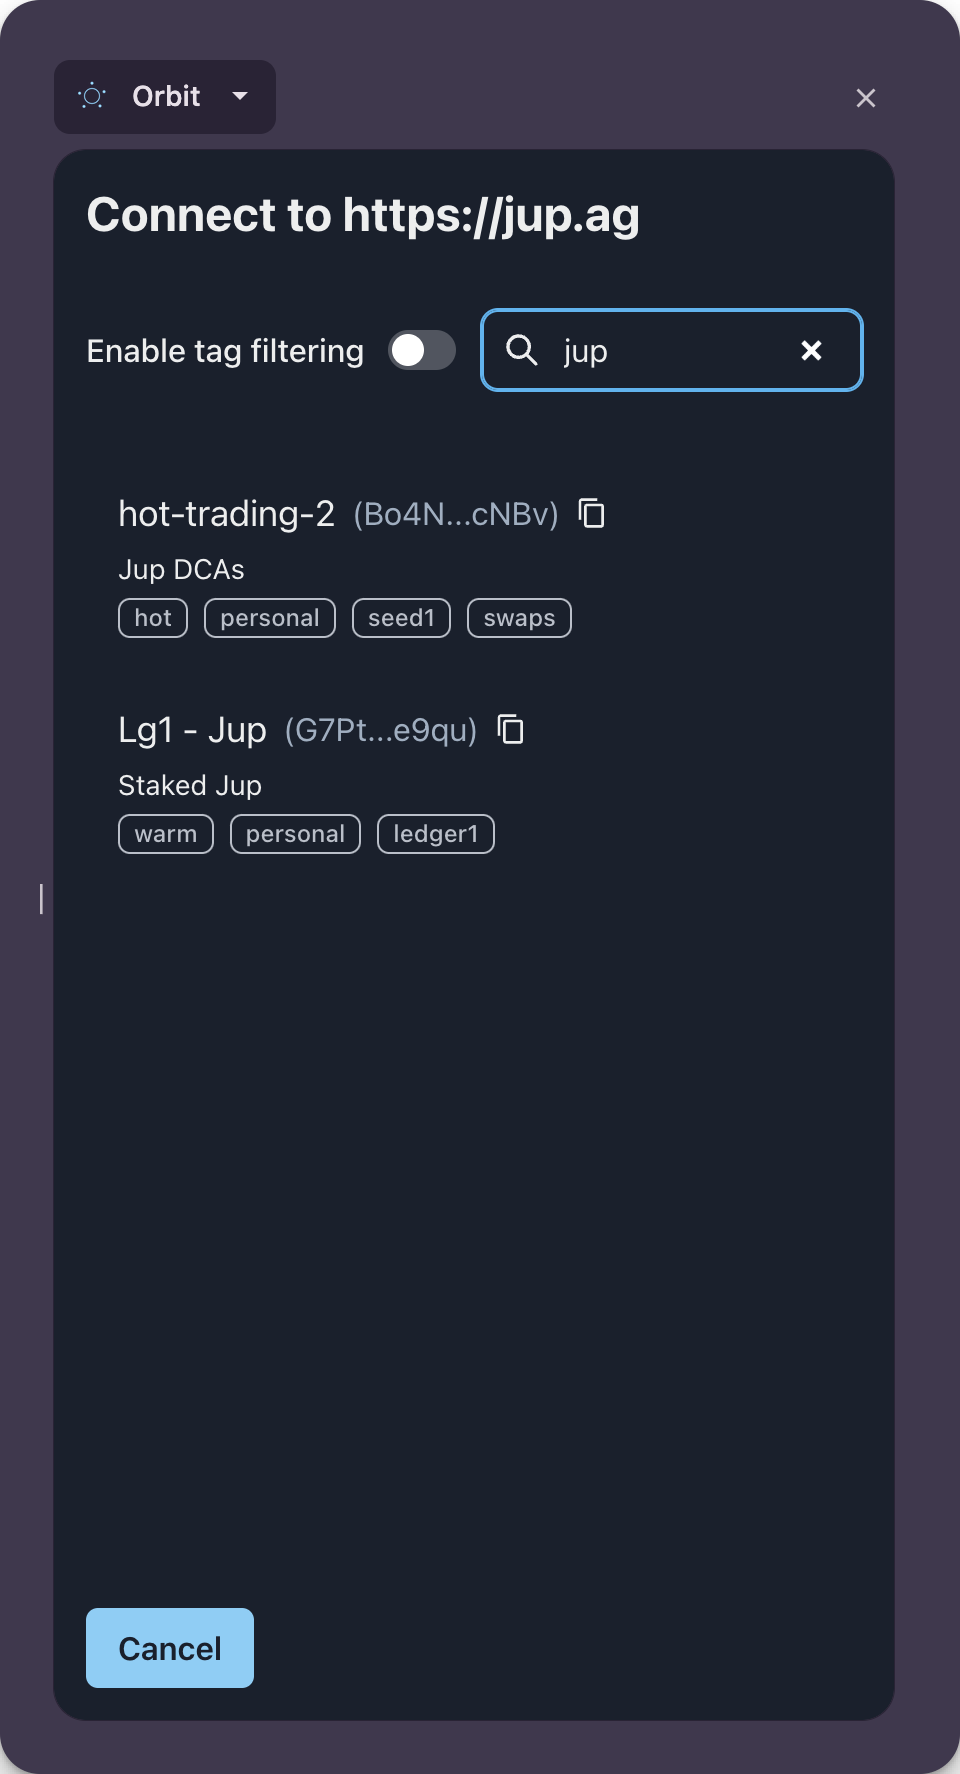 Orbit
Connect to https://jup.ag
Enable tag filtering
jup
hot-trading-2 (Bo4N...cNBv)
Jup DCAs
hot personal seed1 swaps
Lg1 - Jup (G7Pt...e9qu)
Staked Jup
warm personal ledger1
Cancel